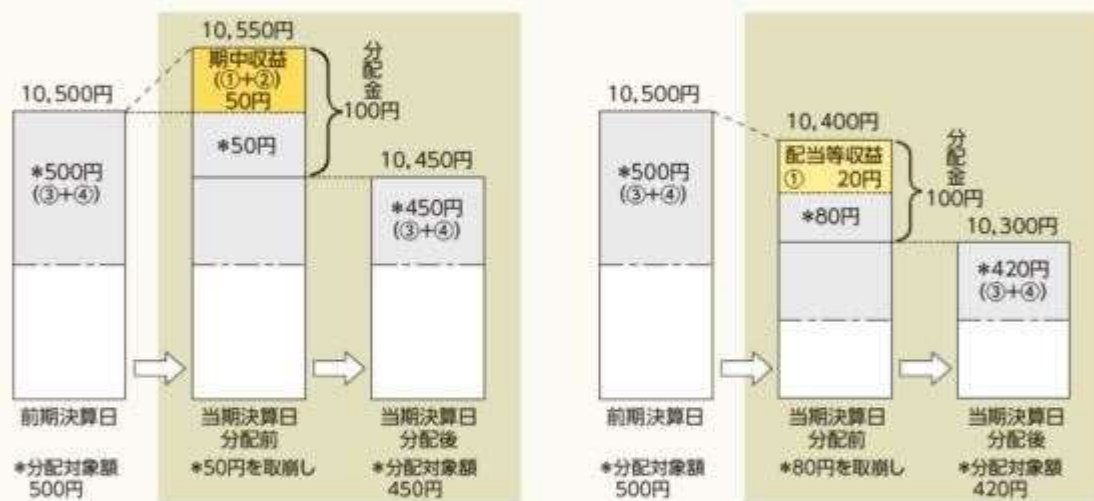 10,550円
期中収益
(①+②)
50円
*50円
分配金
100円
10,500円
*500円
(③+④)
10,450円
*450円
(③+④)
前期決算日
当期決算日
分配前
当期決算日
分配後
*分配対象額
500円
*50円を取崩し
*分配対象額
450円
10,500円
*500円
(③+④)
10,400円
配当等収益
① 20円
*80円
分配金
100円
10,300円
*420円
(③+④)
前期決算日
当期決算日
分配前
当期決算日
分配後
*分配対象額
500円
*80円を取崩し
*分配対象額
420円